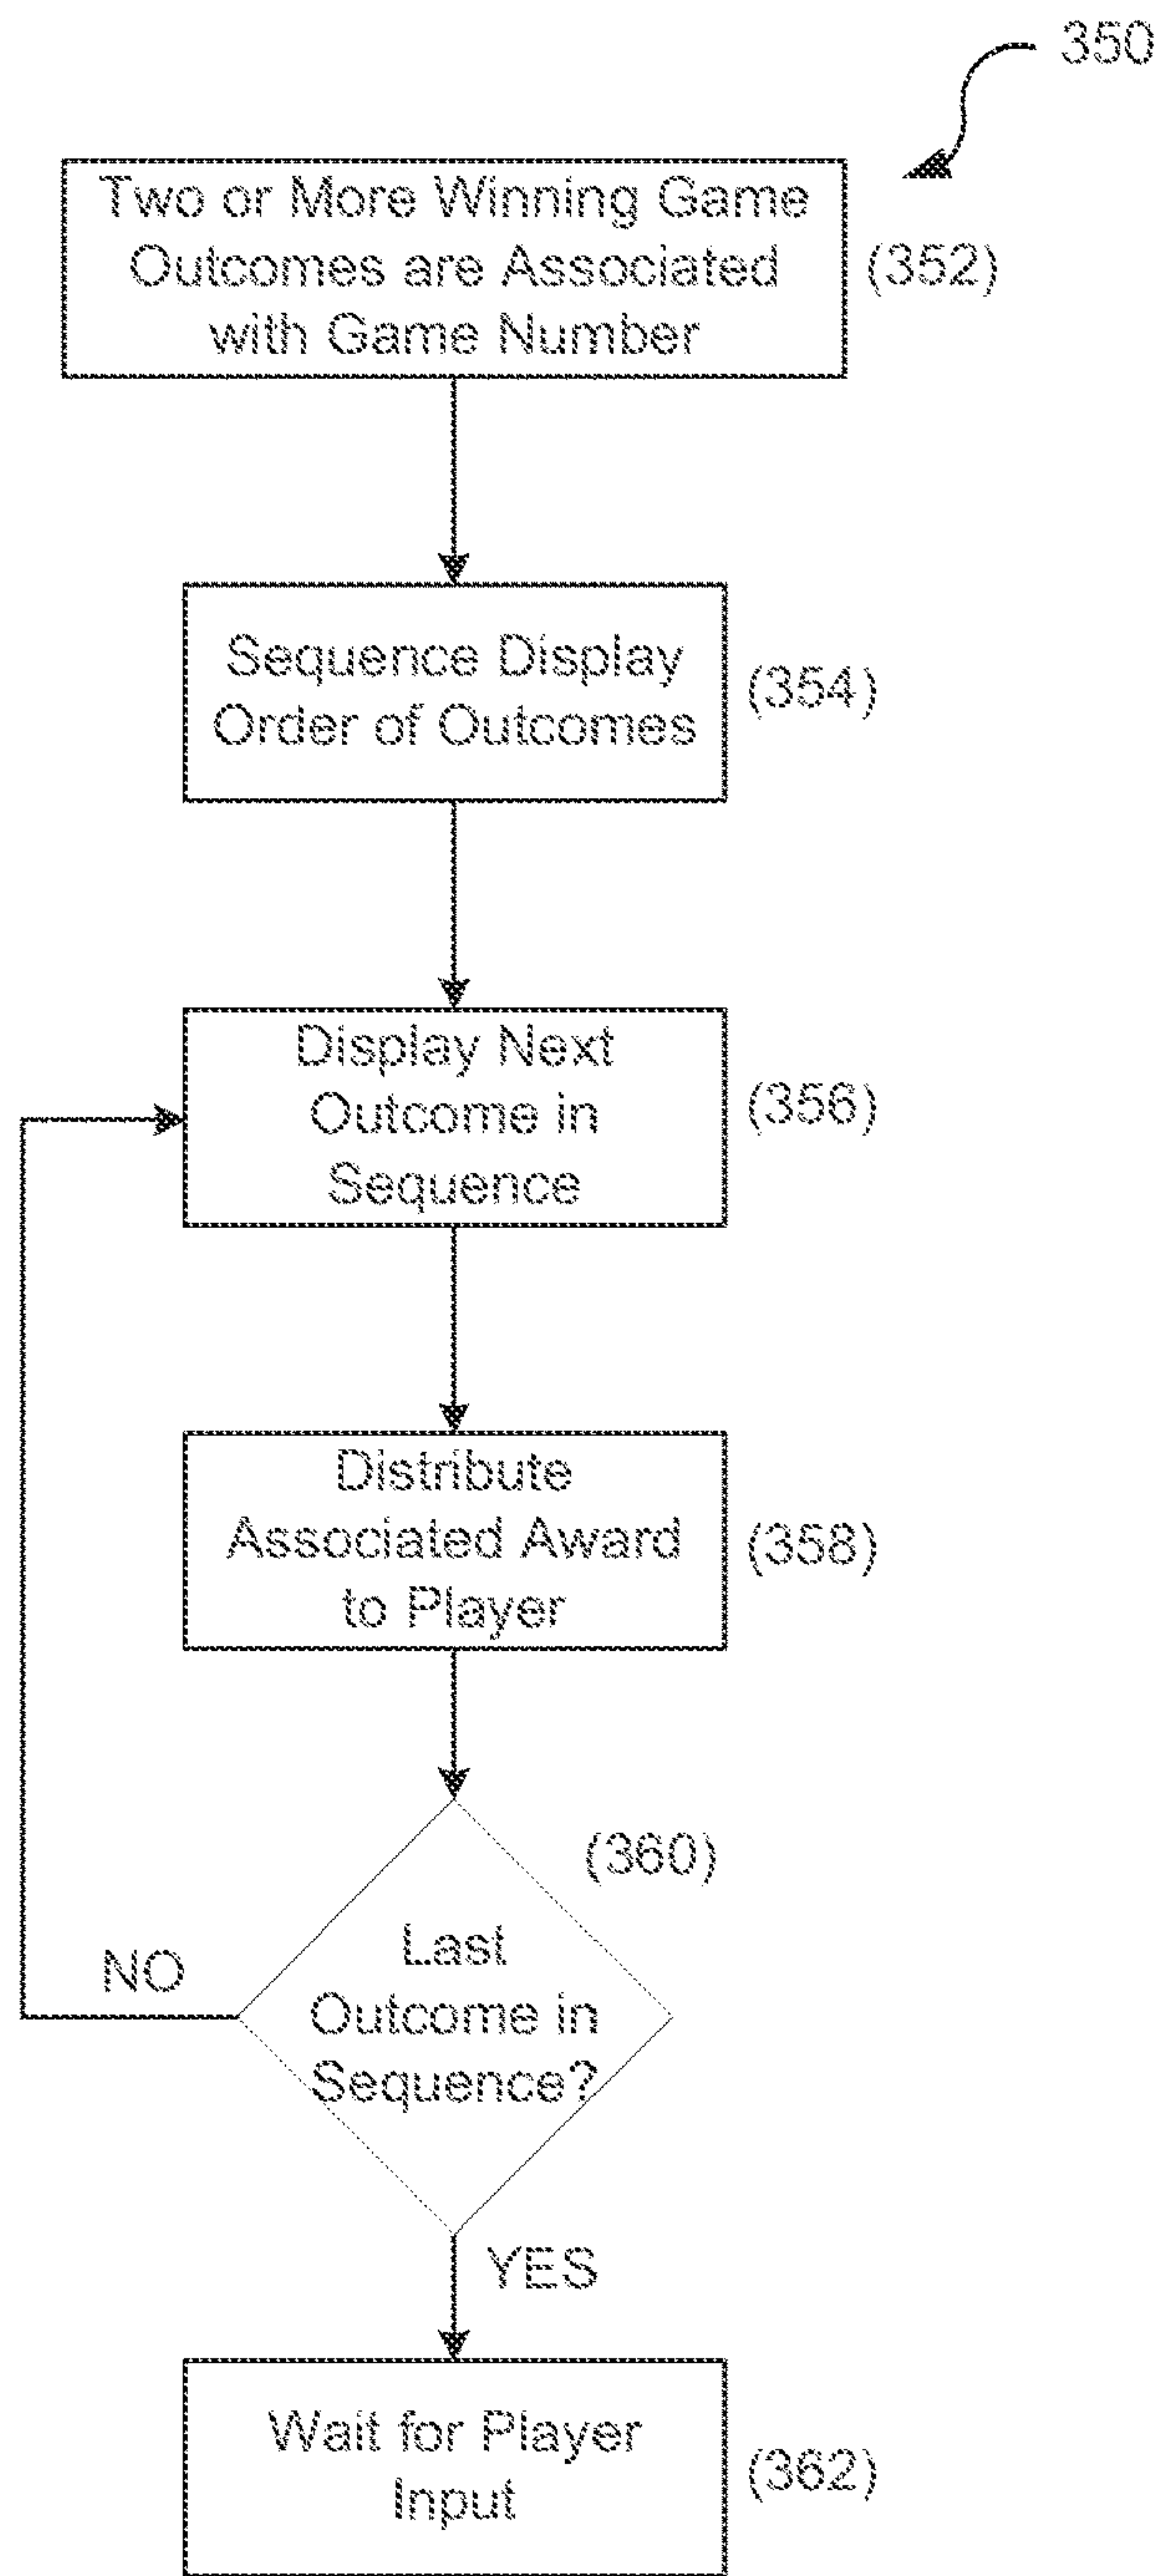 350
Two or More Winning Game
Outcomes are Associated
with Game Number
(352)
Sequence Display
Order of Outcomes
(354)
Display Next
Outcome in
Sequence
(356)
Distribute
Associated Award
to Player
(358)
(360)
Last
Outcome in
Sequence?
NO
YES
Wait for Player
Input
(362)